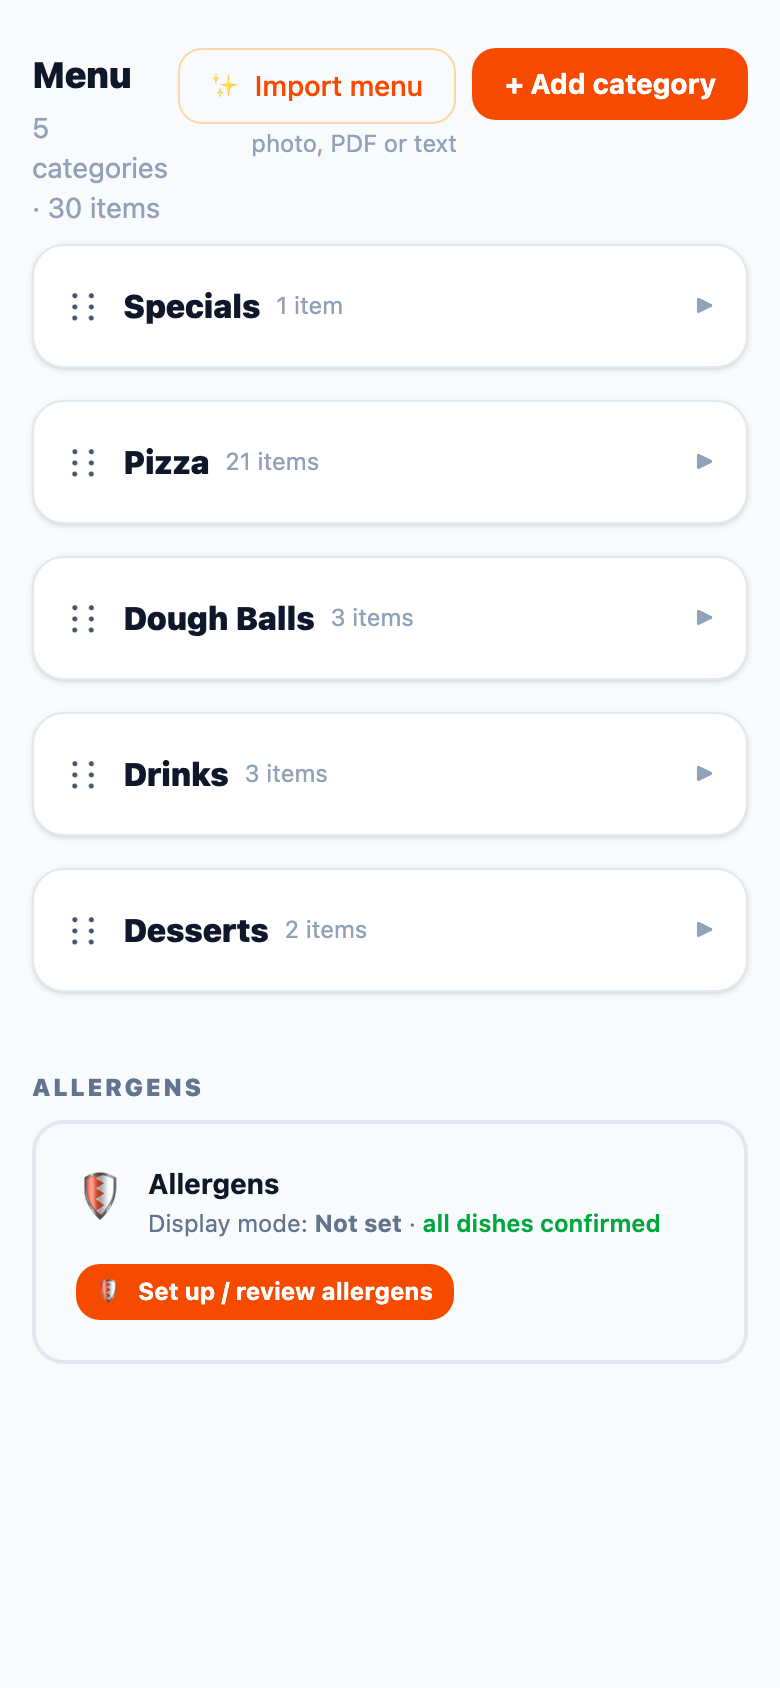 Menu
5
categories
· 30 items
✨ Import menu
photo, PDF or text
+ Add category
Specials 1 item
Pizza 21 items
Dough Balls 3 items
Drinks 3 items
Desserts 2 items
ALLERGENS
Allergens
Display mode: Not set · all dishes confirmed
Set up / review allergens